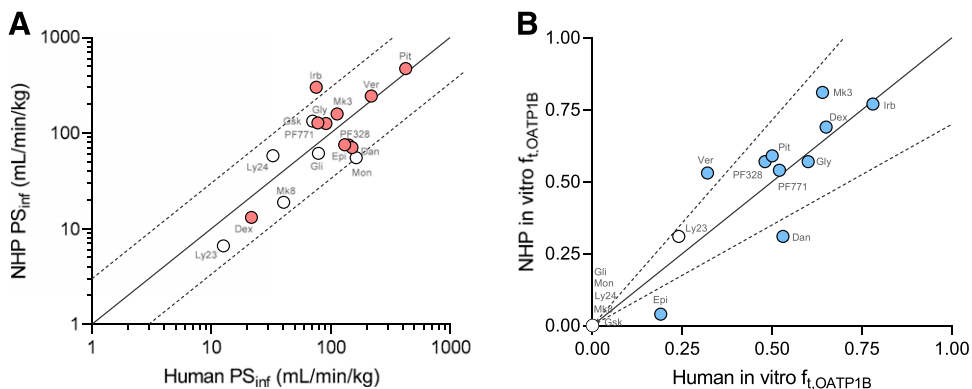 A
1000
100
10
1
NHP PSinf (mL/min/kg)
Irb
Pit
Ver
Mk3
Gly
Gsk
PF771
PF328
Epi
Dan
Ly24
Gli
Mon
Mk8
Dex
Ly23
1
10
100
1000
Human PSinf (mL/min/kg)
B
1.00
0.75
0.50
0.25
0.00
NHP in vitro ft,OATP1B
Mk3
Irb
Dex
Ver
Pit
PF328
Gly
PF771
Ly23
Dan
Gli
Mon
Ly24
Mk8
Gsk
Epi
0.00
0.25
0.50
0.75
1.00
Human in vitro ft,OATP1B